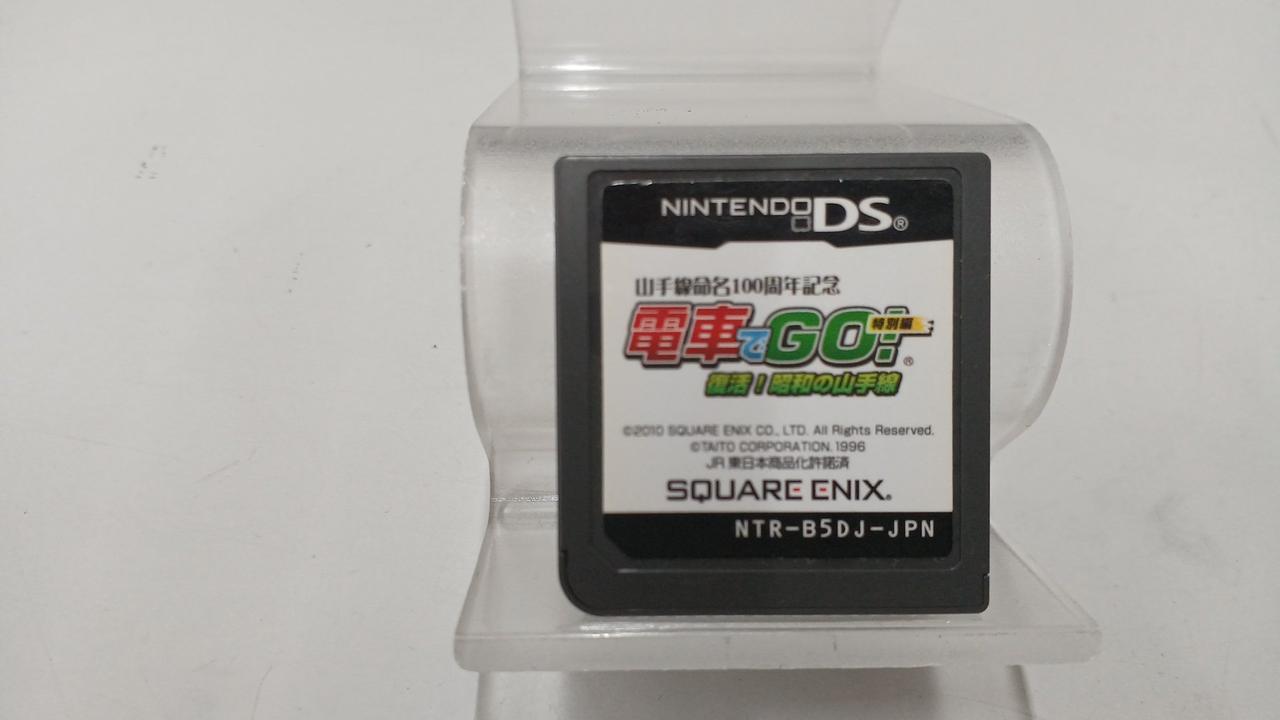 NINTENDO DS®
山手線命名100周年記念
電車でGO! 特別編®
復活!昭和の山手線
©2010 SQUARE ENIX CO., LTD. All Rights Reserved.
©TAITO CORPORATION 1996
JR東日本商品化許諾済
SQUARE ENIX®
NTR-B5DJ-JPN